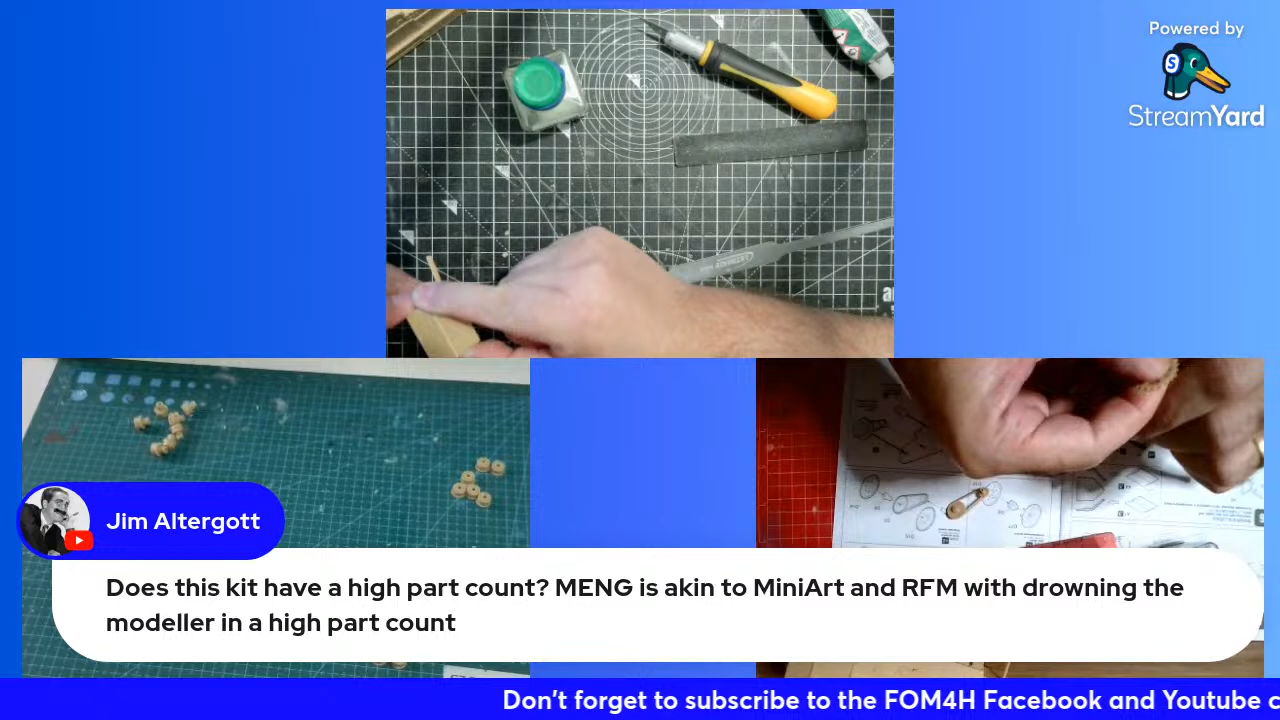 Powered by
StreamYard
Jim Altergott
Does this kit have a high part count? MENG is akin to MiniArt and RFM with drowning the
modeller in a high part count
Don't forget to subscribe to the FOM4H Facebook and Youtube c